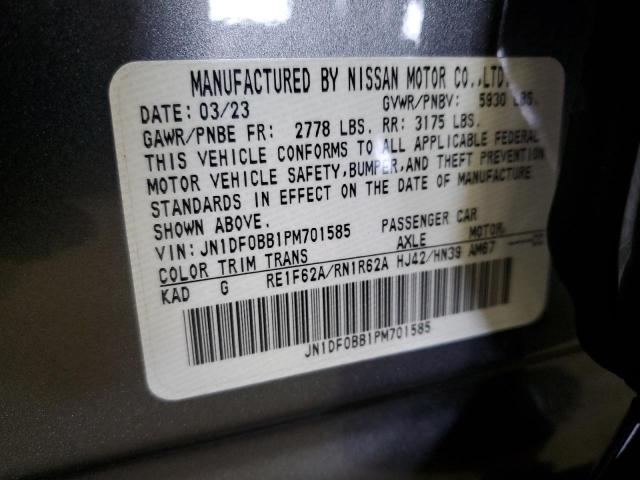 MANUFACTURED BY NISSAN MOTOR CO.,LTD.
DATE: 03/23 GVWR/PNBV: 5930 LBS.
GAWR/PNBE FR: 2778 LBS. RR: 3175 LBS.
THIS VEHICLE CONFORMS TO ALL APPLICABLE FEDERAL
MOTOR VEHICLE SAFETY,BUMPER,AND THEFT PREVENTION
STANDARDS IN EFFECT ON THE DATE OF MANUFACTURE
SHOWN ABOVE.
VIN: JN1DF0BB1PM701585 PASSENGER CAR
COLOR TRIM TRANS AXLE MOTOR.
KAD G RE1F62A/RN1R62A HJ42/HN39 AM67
JN1DF0BB1PM701585